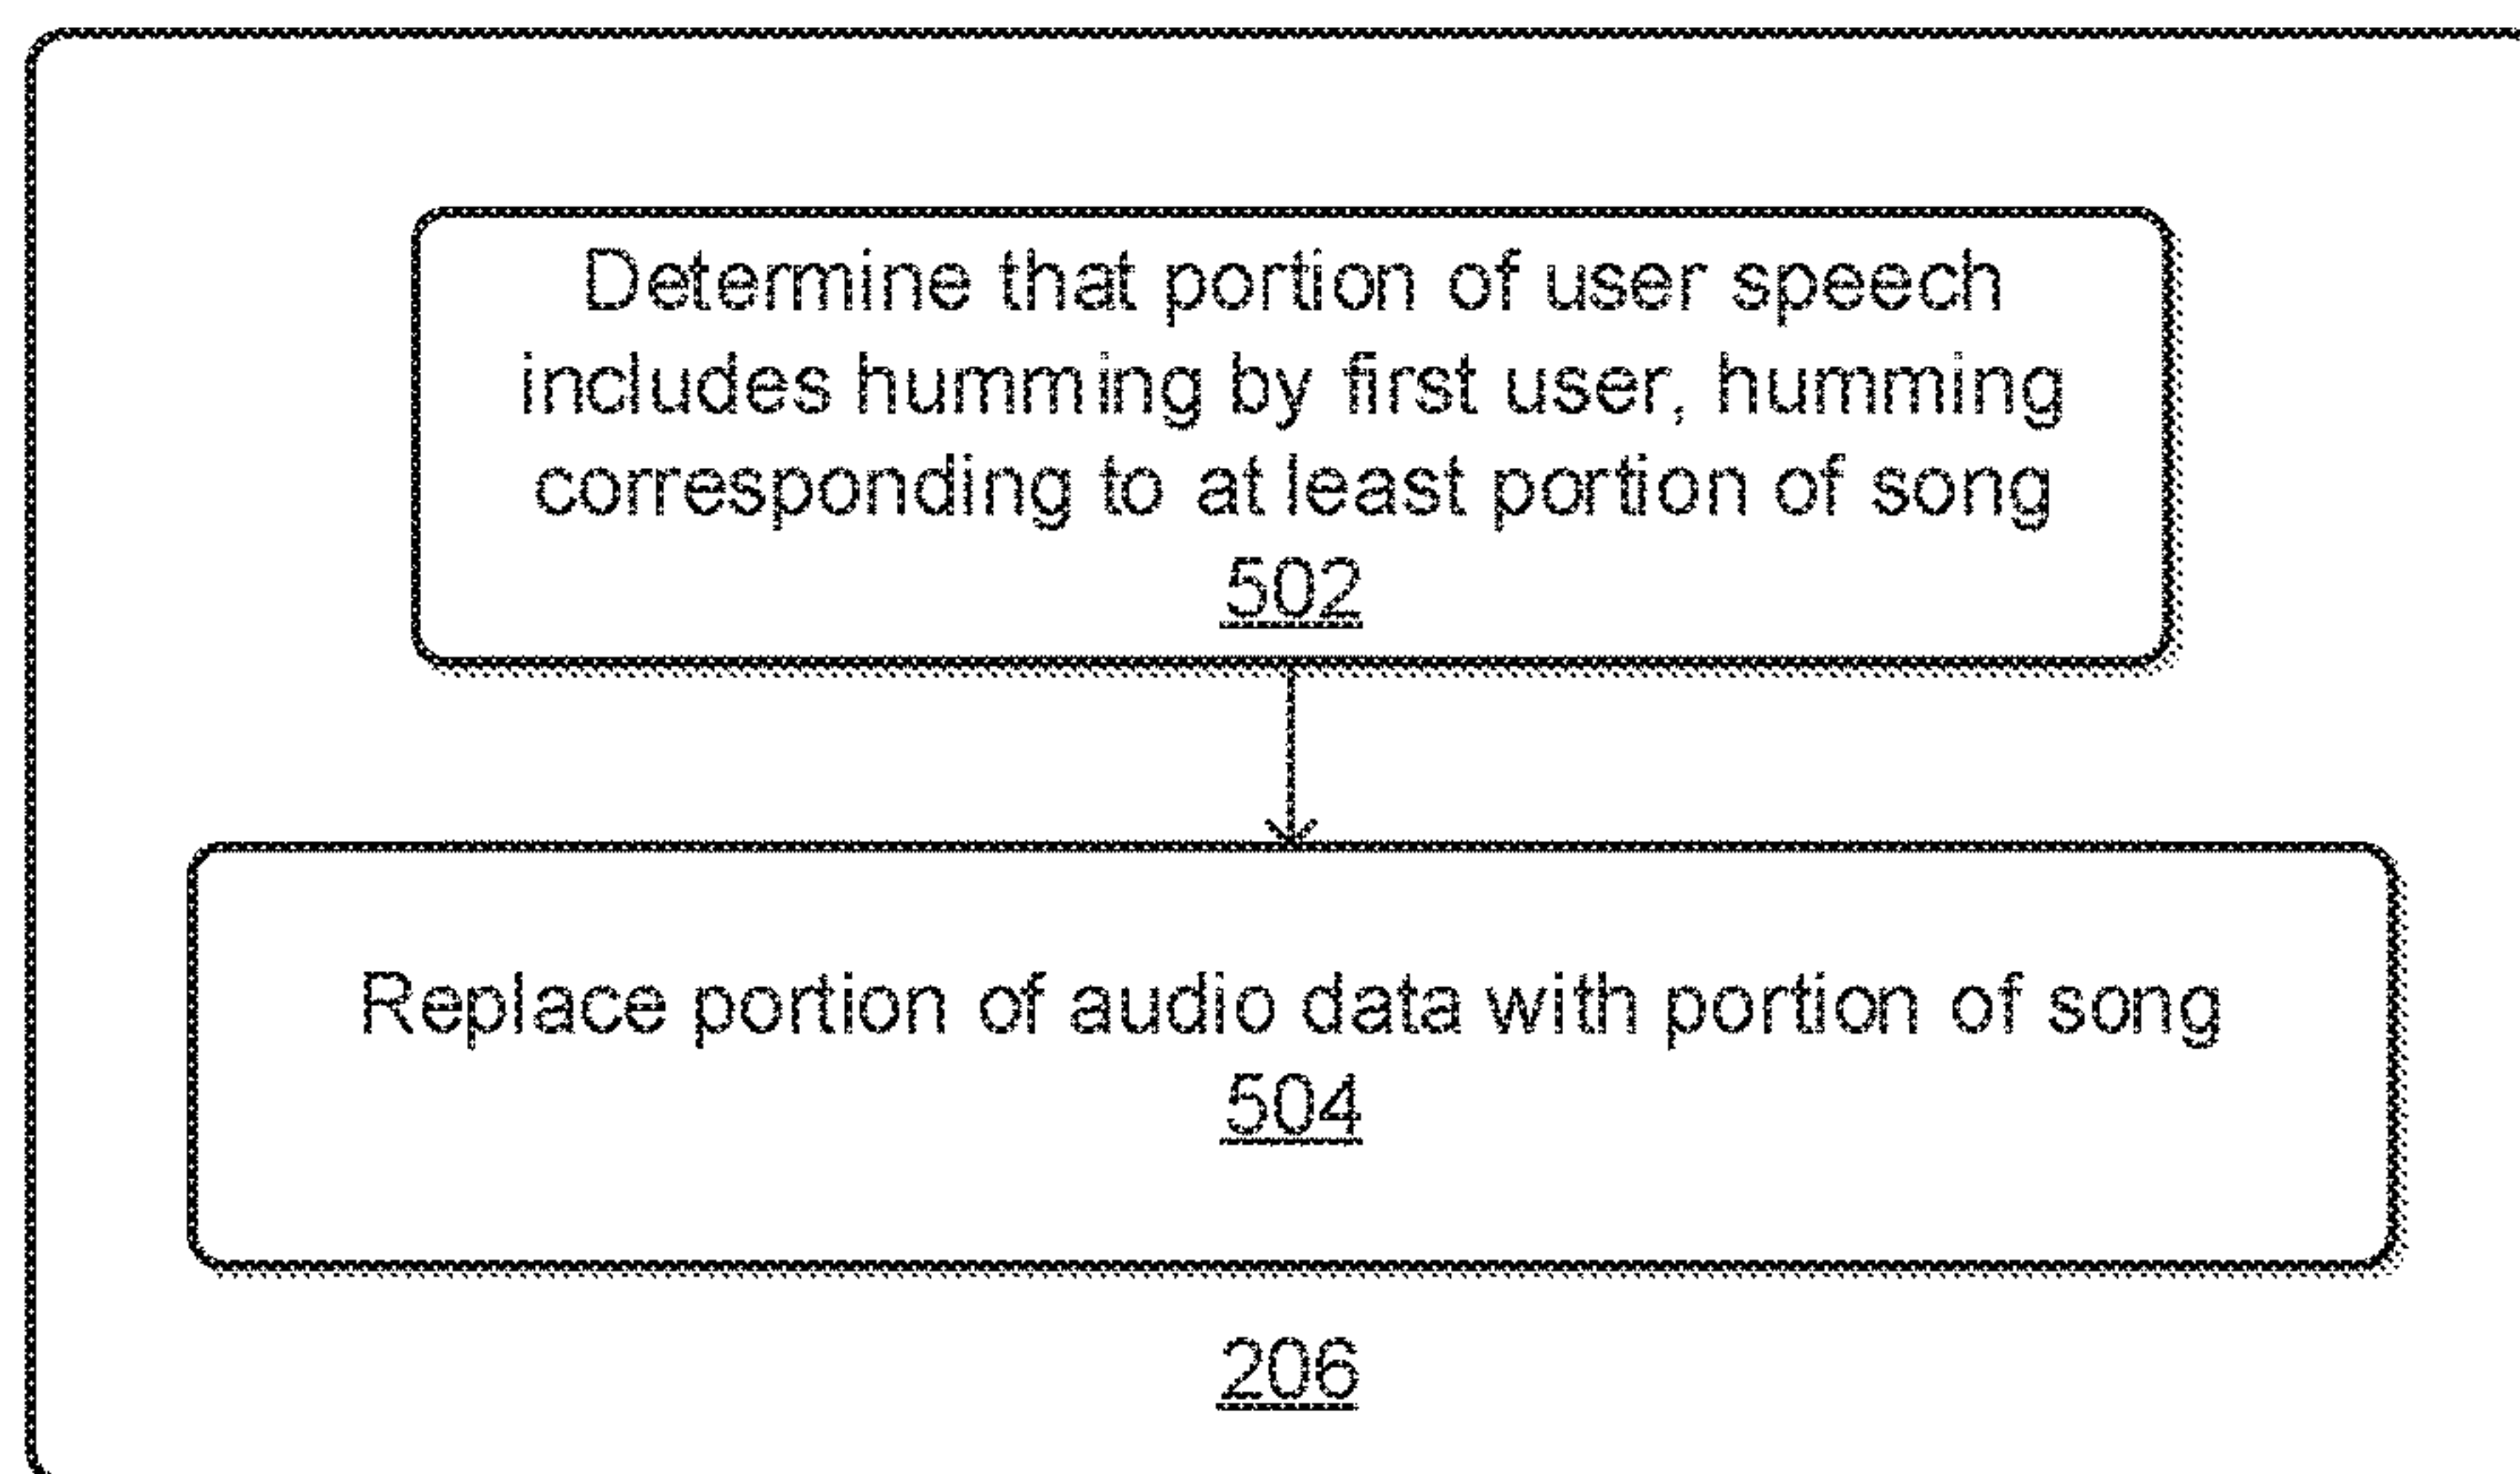 Determine that portion of user speech
includes humming by first user, humming
corresponding to at least portion of song
502
Replace portion of audio data with portion of song
504
206